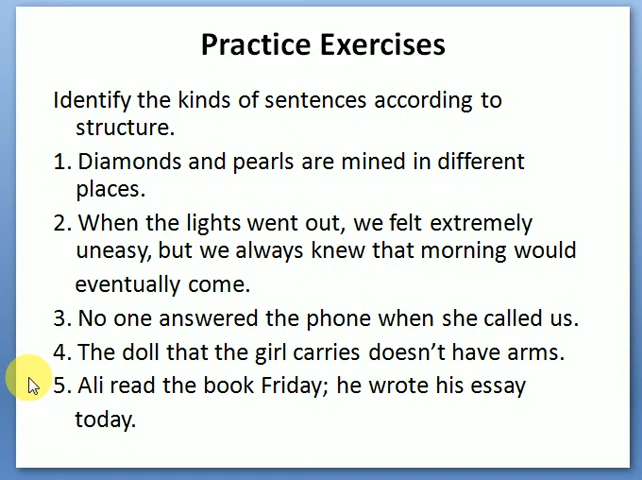 Practice Exercises
Identify the kinds of sentences according to
structure.
1. Diamonds and pearls are mined in different
places.
2. When the lights went out, we felt extremely
uneasy, but we always knew that morning would
eventually come.
3. No one answered the phone when she called us.
4. The doll that the girl carries doesn’t have arms.
5. Ali read the book Friday; he wrote his essay
today.